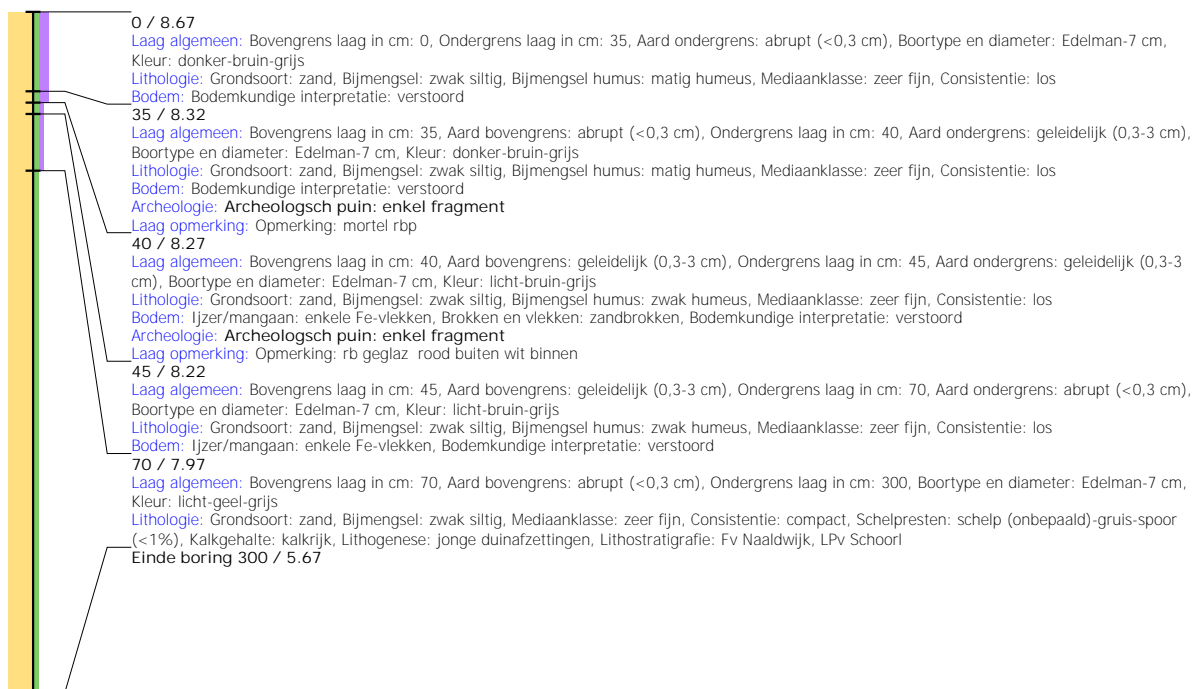 0 / 8.67
Laag algemeen: Bovengrens laag in cm: 0, Ondergrens laag in cm: 35, Aard ondergrens: abrupt (<0,3 cm), Boortype en diameter: Edelman-7 cm,
Kleur: donker-bruin-grijs
Lithologie: Grondsoort: zand, Bijmengsel: zwak siltig, Bijmengsel humus: matig humeus, Mediaanklasse: zeer fijn, Consistentie: los
Bodem: Bodemkundige interpretatie: verstoord
35 / 8.32
Laag algemeen: Bovengrens laag in cm: 35, Aard bovengrens: abrupt (<0,3 cm), Ondergrens laag in cm: 40, Aard ondergrens: geleidelijk (0,3-3 cm),
Boortype en diameter: Edelman-7 cm, Kleur: donker-bruin-grijs
Lithologie: Grondsoort: zand, Bijmengsel: zwak siltig, Bijmengsel humus: matig humeus, Mediaanklasse: zeer fijn, Consistentie: los
Bodem: Bodemkundige interpretatie: verstoord
Archeologie: Archeologsch puin: enkel fragment
Laag opmerking: Opmerking: mortel rbp
40 / 8.27
Laag algemeen: Bovengrens laag in cm: 40, Aard bovengrens: geleidelijk (0,3-3 cm), Ondergrens laag in cm: 45, Aard ondergrens: geleidelijk (0,3-3
cm), Boortype en diameter: Edelman-7 cm, Kleur: licht-bruin-grijs
Lithologie: Grondsoort: zand, Bijmengsel: zwak siltig, Bijmengsel humus: zwak humeus, Mediaanklasse: zeer fijn, Consistentie: los
Bodem: Ijzer/mangaan: enkele Fe-vlekken, Brokken en vlekken: zandbrokken, Bodemkundige interpretatie: verstoord
Archeologie: Archeologsch puin: enkel fragment
Laag opmerking: Opmerking: rb geglaz rood buiten wit binnen
45 / 8.22
Laag algemeen: Bovengrens laag in cm: 45, Aard bovengrens: geleidelijk (0,3-3 cm), Ondergrens laag in cm: 70, Aard ondergrens: abrupt (<0,3 cm),
Boortype en diameter: Edelman-7 cm, Kleur: licht-bruin-grijs
Lithologie: Grondsoort: zand, Bijmengsel: zwak siltig, Bijmengsel humus: zwak humeus, Mediaanklasse: zeer fijn, Consistentie: los
Bodem: Ijzer/mangaan: enkele Fe-vlekken, Bodemkundige interpretatie: verstoord
70 / 7.97
Laag algemeen: Bovengrens laag in cm: 70, Aard bovengrens: abrupt (<0,3 cm), Ondergrens laag in cm: 300, Boortype en diameter: Edelman-7 cm,
Kleur: licht-geel-grijs
Lithologie: Grondsoort: zand, Bijmengsel: zwak siltig, Mediaanklasse: zeer fijn, Consistentie: compact, Schelpresten: schelp (onbepaald)-gruis-spoor
(<1%), Kalkgehalte: kalkrijk, Lithogenese: jonge duinafzettingen, Lithostratigrafie: Fv Naaldwijk, LPv Schoorl
Einde boring 300 / 5.67